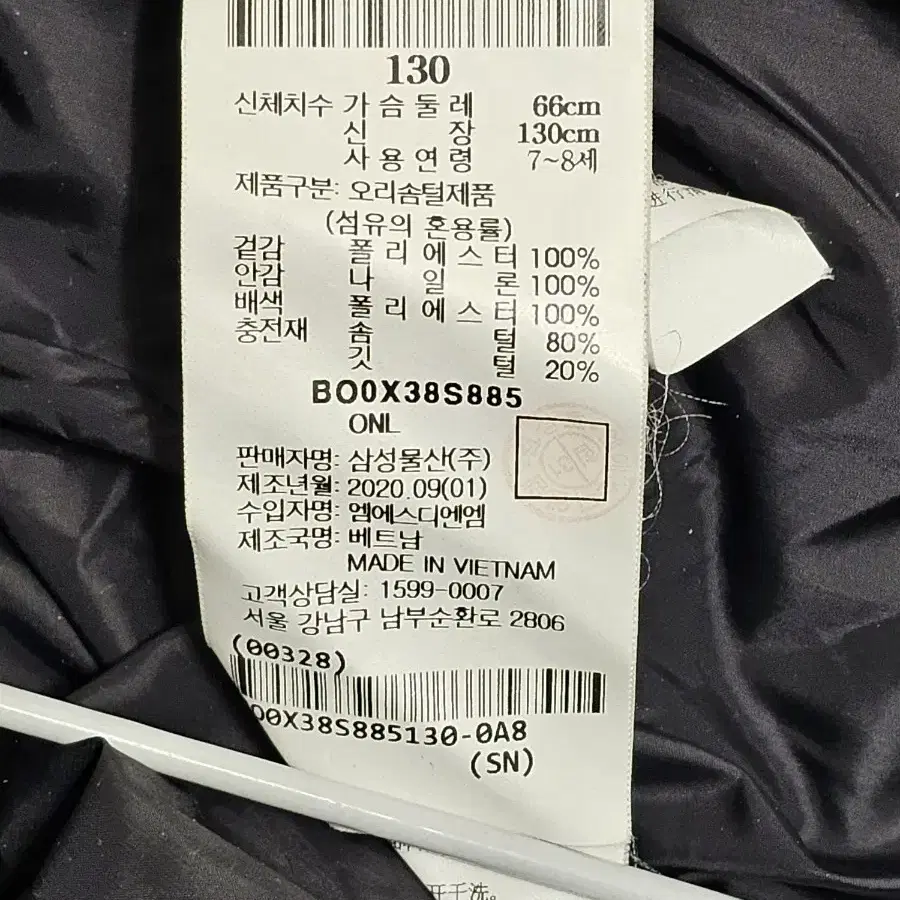 130
신체치수 가슴둘레 66cm
신장 130cm
사용연령 7~8세
제품구분: 오리솜털제품
(섬유의 혼용률)
겉감 폴리에스터 100%
안감 나일론 100%
배색 폴리에스터 100%
충전재 솜털 80%
깃털 20%
BO0X38S885
ONL
판매자명: 삼성물산(주)
제조년월: 2020.09(01)
수입자명: 엠에스디엔엠
제조국명: 베트남
MADE IN VIETNAM
고객상담실: 1599-0007
서울 강남구 남부순환로 2806
(00328)
O0X38S885130-0A8
(SN)
干洗。